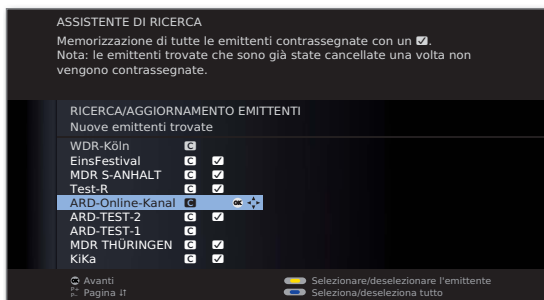 ASSISTENTE DI RICERCA
Memorizzazione di tutte le emittenti contrassegnate con un ✓.
Nota: le emittenti trovate che sono già state cancellate una volta non
vengono contrassegnate.
RICERCA/AGGIORNAMENTO EMITTENTI
Nuove emittenti trovate
WDR-Köln C
EinsFestival C ✓
MDR S-ANHALT C ✓
Test-R C ✓
ARD-Online-Kanal C OK
ARD-TEST-2 C ✓
ARD-TEST-1 C
MDR THÜRINGEN C ✓
KiKa C ✓
OK Avanti
P+ P- Pagina ↓↑
Selezionare/deselezionare l'emittente
Seleziona/deseleziona tutto